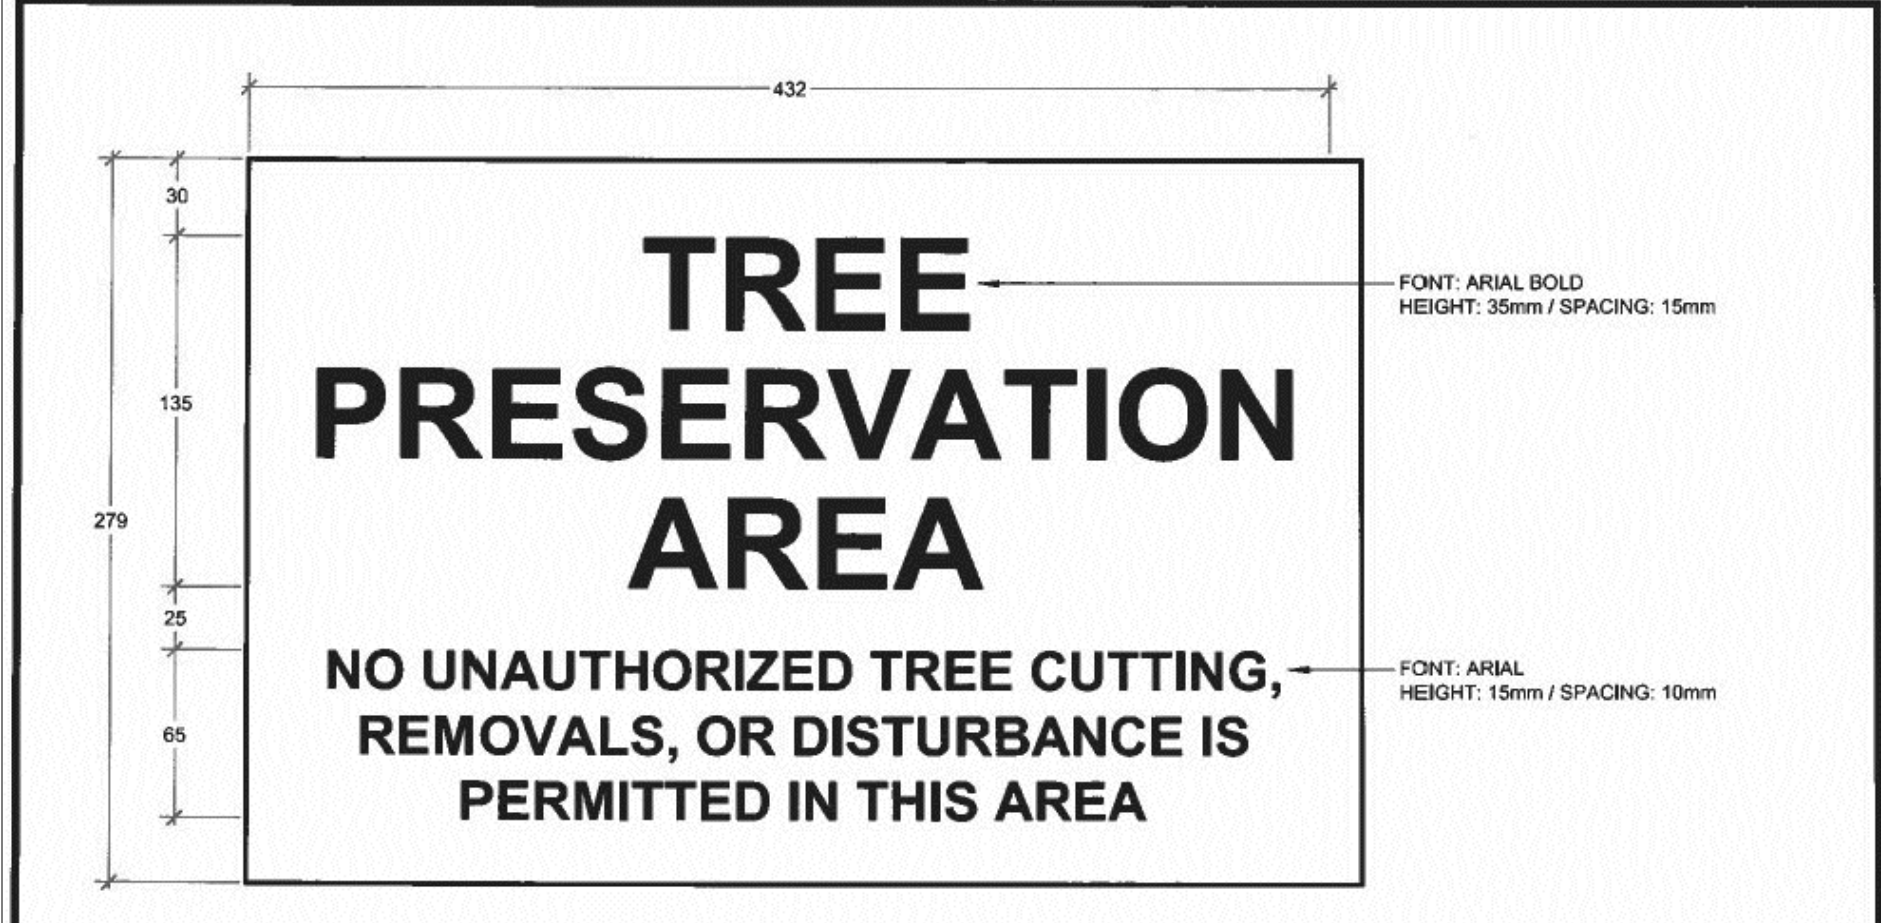 432
30
TREE
FONT: ARIAL BOLD
HEIGHT: 35mm / SPACING: 15mm
135
PRESERVATION
279
AREA
25
NO UNAUTHORIZED TREE CUTTING,
FONT: ARIAL
HEIGHT: 15mm / SPACING: 10mm
65
REMOVALS, OR DISTURBANCE IS
PERMITTED IN THIS AREA